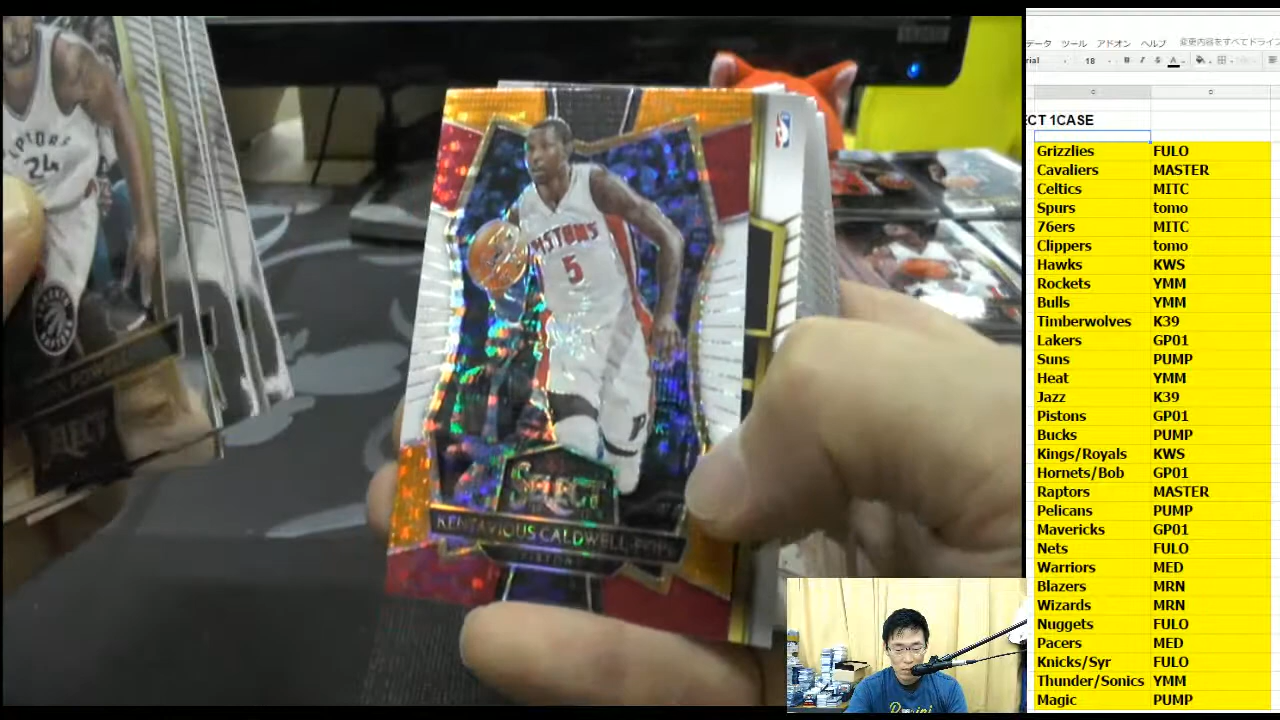 RAPTORS
24
PISTONS
5
SELECT
KENTAVIOUS CALDWELL-POPE
PISTONS
データ ツール アドオン ヘルプ 変更内容をすべてドライ
rial 18 B I S A
C D
ECT 1CASE
Grizzlies FULO
Cavaliers MASTER
Celtics MITC
Spurs tomo
76ers MITC
Clippers tomo
Hawks KWS
Rockets YMM
Bulls YMM
Timberwolves K39
Lakers GP01
Suns PUMP
Heat YMM
Jazz K39
Pistons GP01
Bucks PUMP
Kings/Royals KWS
Hornets/Bob GP01
Raptors MASTER
Pelicans PUMP
Mavericks GP01
Nets FULO
Warriors MED
Blazers MRN
Wizards MRN
Nuggets FULO
Pacers MED
Knicks/Syr FULO
Thunder/Sonics YMM
Magic PUMP